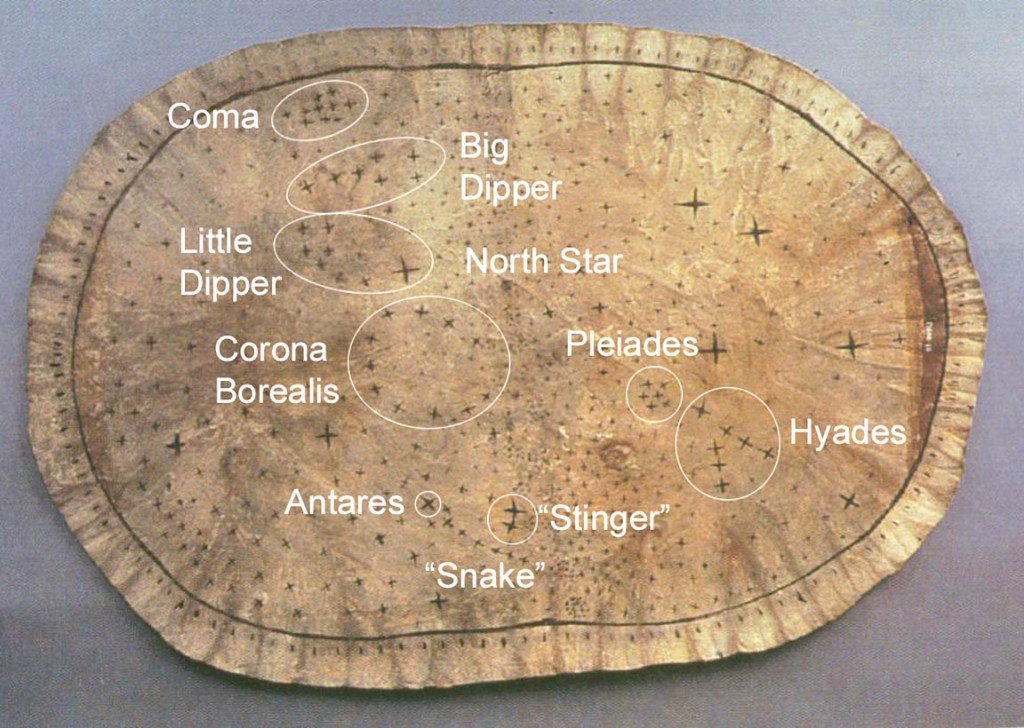 Coma
Big
Dipper
Little
Dipper
North Star
Corona
Borealis
Pleiades
Hyades
Antares
“Stinger”
“Snake”